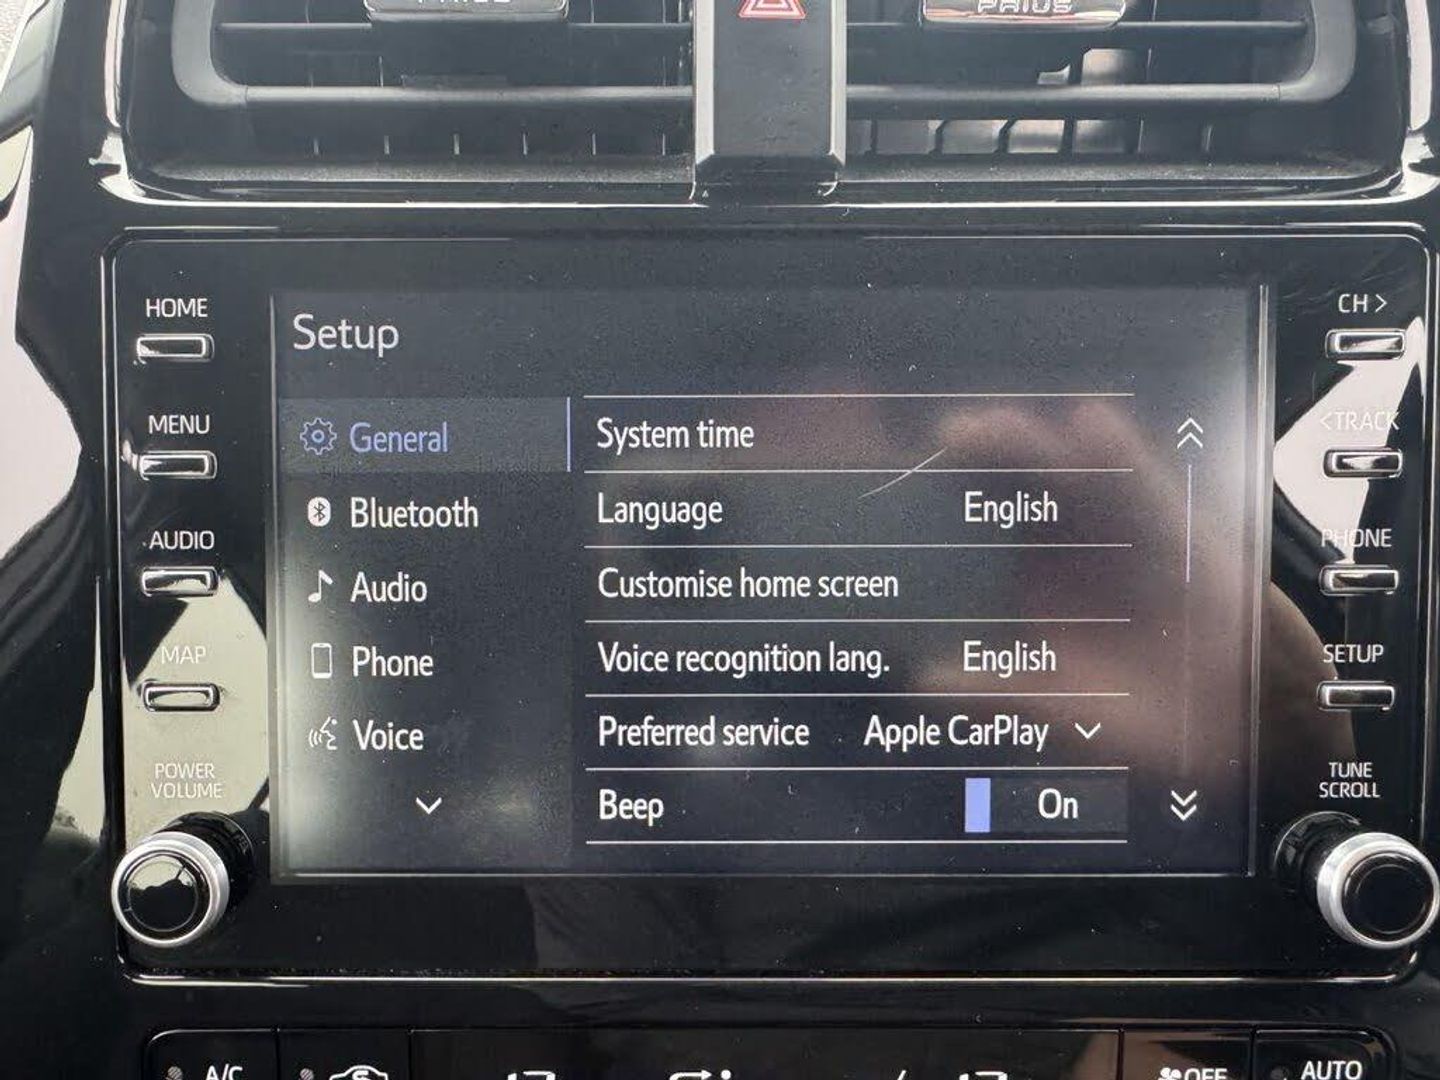 PRIUS
HOME
MENU
AUDIO
MAP
POWER
VOLUME
Setup
General
Bluetooth
Audio
Phone
Voice
System time
Language English
Customise home screen
Voice recognition lang. English
Preferred service Apple CarPlay
Beep On
CH >
<TRACK
PHONE
SETUP
TUNE
SCROLL
A/C
OFF
AUTO